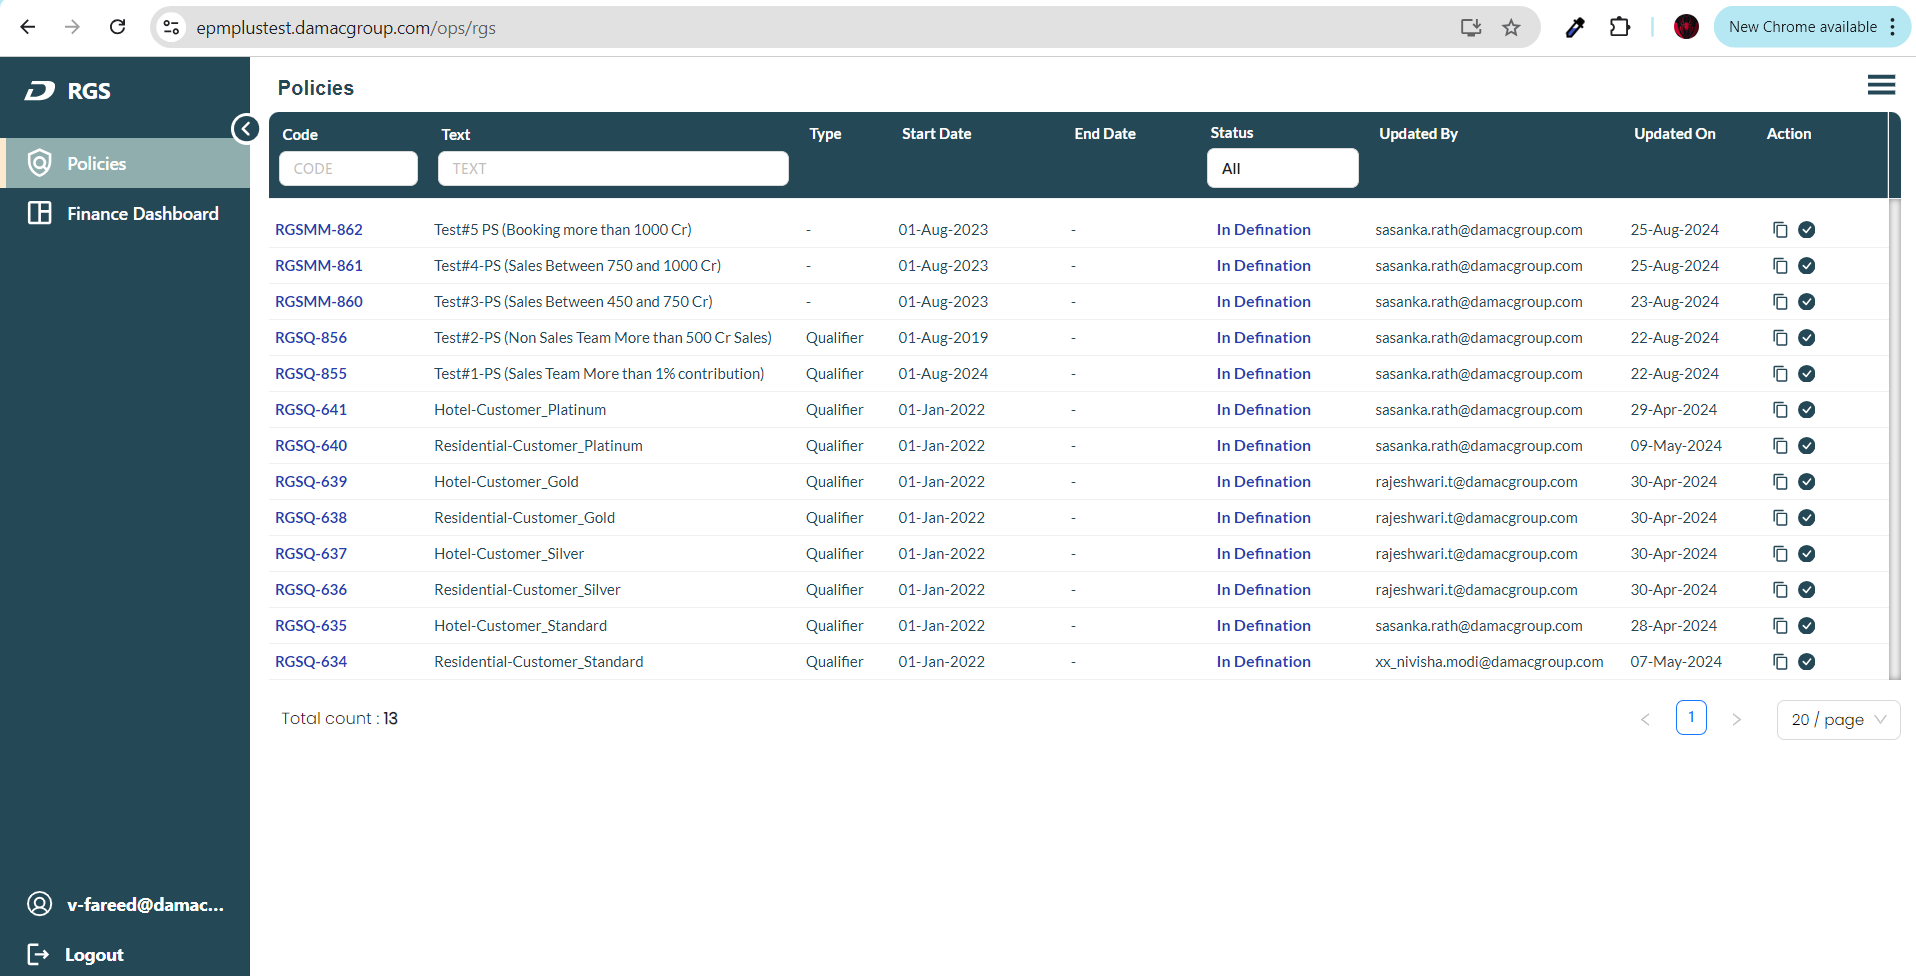 epmplustest.damacgroup.com/ops/rgs
New Chrome available
RGS
Policies
Finance Dashboard
v-fareed@damac...
Logout
Policies
Code Text Type Start Date End Date Status Updated By Updated On Action
CODE TEXT All
RGSMM-862 Test#5 PS (Booking more than 1000 Cr) - 01-Aug-2023 - In Defination sasanka.rath@damacgroup.com 25-Aug-2024
RGSMM-861 Test#4-PS (Sales Between 750 and 1000 Cr) - 01-Aug-2023 - In Defination sasanka.rath@damacgroup.com 25-Aug-2024
RGSMM-860 Test#3-PS (Sales Between 450 and 750 Cr) - 01-Aug-2023 - In Defination sasanka.rath@damacgroup.com 23-Aug-2024
RGSQ-856 Test#2-PS (Non Sales Team More than 500 Cr Sales) Qualifier 01-Aug-2019 - In Defination sasanka.rath@damacgroup.com 22-Aug-2024
RGSQ-855 Test#1-PS (Sales Team More than 1% contribution) Qualifier 01-Aug-2024 - In Defination sasanka.rath@damacgroup.com 22-Aug-2024
RGSQ-641 Hotel-Customer_Platinum Qualifier 01-Jan-2022 - In Defination sasanka.rath@damacgroup.com 29-Apr-2024
RGSQ-640 Residential-Customer_Platinum Qualifier 01-Jan-2022 - In Defination sasanka.rath@damacgroup.com 09-May-2024
RGSQ-639 Hotel-Customer_Gold Qualifier 01-Jan-2022 - In Defination rajeshwari.t@damacgroup.com 30-Apr-2024
RGSQ-638 Residential-Customer_Gold Qualifier 01-Jan-2022 - In Defination rajeshwari.t@damacgroup.com 30-Apr-2024
RGSQ-637 Hotel-Customer_Silver Qualifier 01-Jan-2022 - In Defination rajeshwari.t@damacgroup.com 30-Apr-2024
RGSQ-636 Residential-Customer_Silver Qualifier 01-Jan-2022 - In Defination rajeshwari.t@damacgroup.com 30-Apr-2024
RGSQ-635 Hotel-Customer_Standard Qualifier 01-Jan-2022 - In Defination sasanka.rath@damacgroup.com 28-Apr-2024
RGSQ-634 Residential-Customer_Standard Qualifier 01-Jan-2022 - In Defination xx_nivisha.modi@damacgroup.com 07-May-2024
Total count : 13 1 20 / page